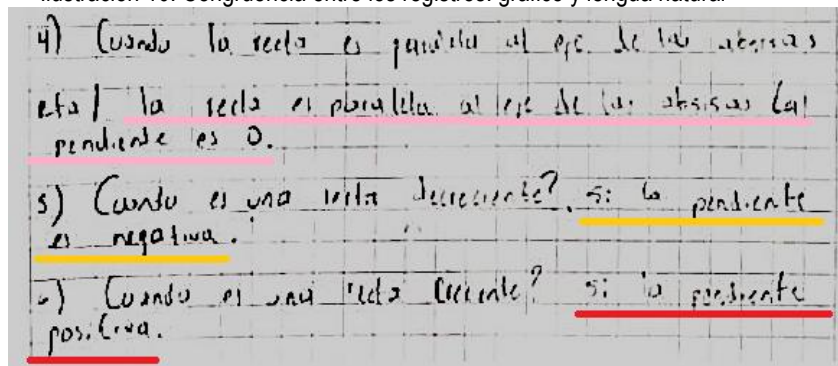 Ilustración 10. Congruencia entre los registros: gráfico y lengua natural
4) Cuando la recta es paralela al eje de las absisas
la recta es paralela al eje de las absisas
pendiente es 0.
5) Cuando es una recta decreciente? si la pendiente
es negativa.
6) Cuando es una recta creciente? si la pendiente
positiva.